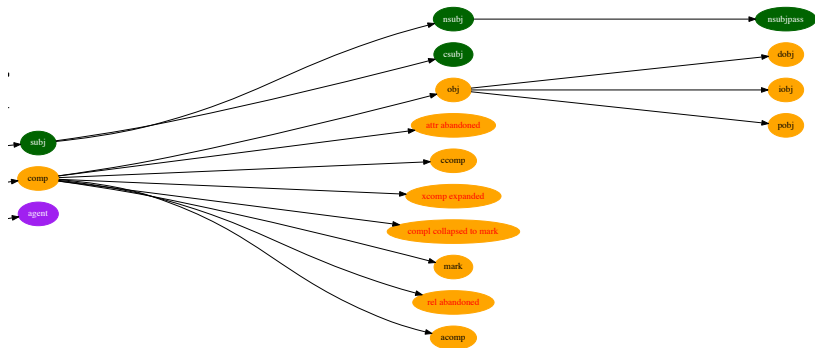 nsubj
nsubjpass
csubj
dobj
obj
iobj
attr abandoned
pobj
subj
ccomp
comp
xcomp expanded
agent
compl collapsed to mark
mark
rel abandoned
acomp